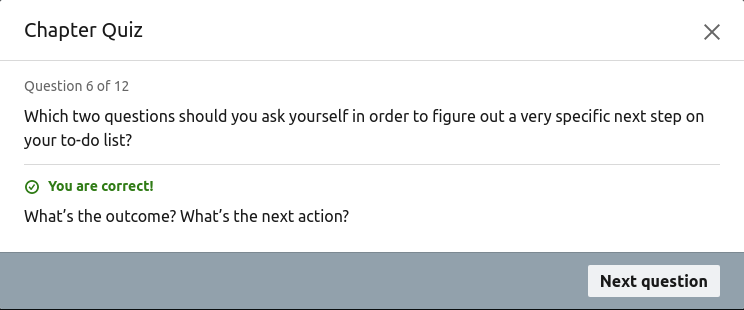 Chapter Quiz
Question 6 of 12
Which two questions should you ask yourself in order to figure out a very specific next step on
your to-do list?
You are correct!
What’s the outcome? What’s the next action?
Next question